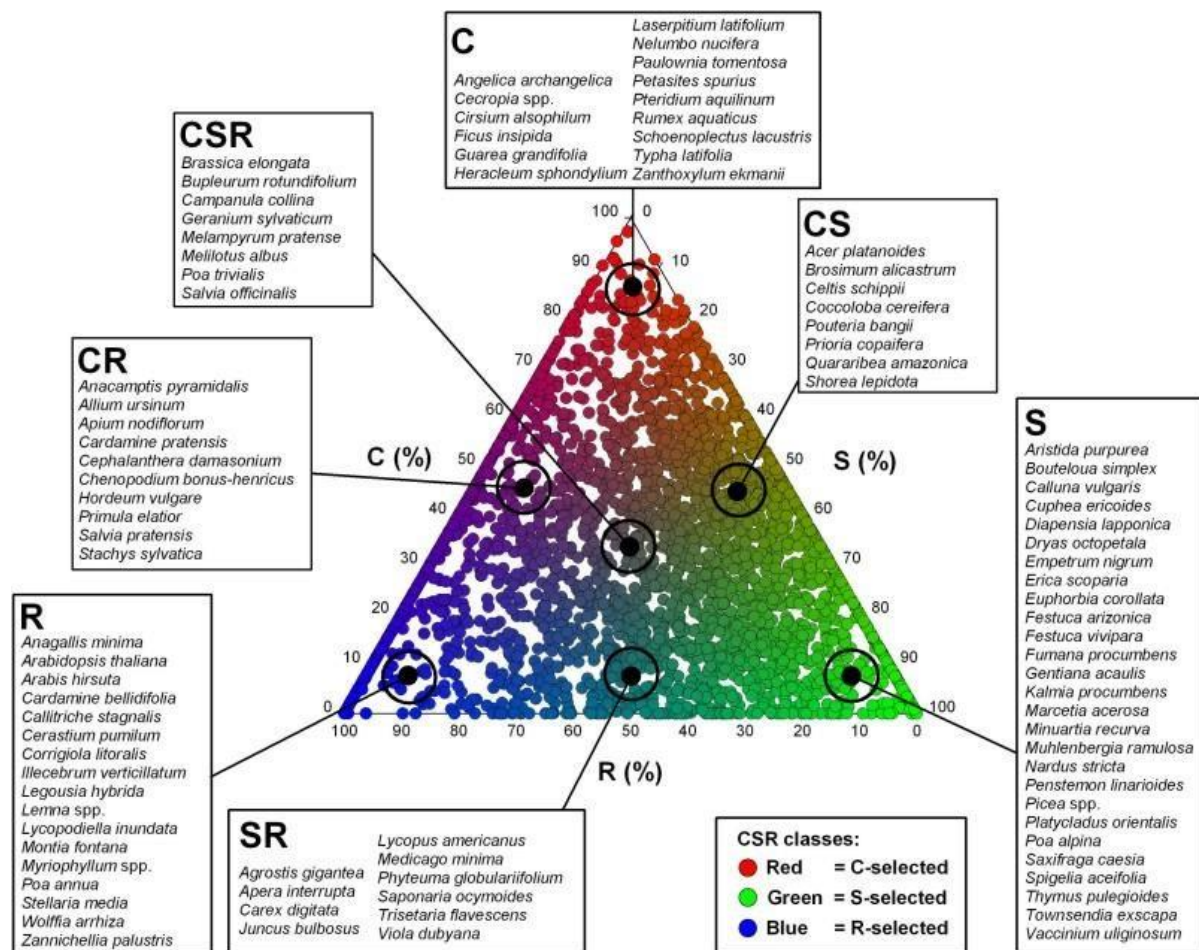 C
Angelica archangelica
Cecropia spp.
Cirsium alsophilum
Ficus insipida
Guarea grandifolia
Heracleum sphondylium
Laserpitium latifolium
Nelumbo nucifera
Paulownia tomentosa
Petasites spurius
Pteridium aquilinum
Rumex aquaticus
Schoenoplectus lacustris
Typha latifolia
Zanthoxylum ekmanii
CSR
Brassica elongata
Bupleurum rotundifolium
Campanula collina
Geranium sylvaticum
Melampyrum pratense
Melilotus albus
Poa trivialis
Salvia officinalis
CS
Acer platanoides
Brosimum alicastrum
Celtis schippii
Coccoloba cereifera
Pouteria bangii
Prioria copaifera
Quararibea amazonica
Shorea lepidota
CR
Anacamptis pyramidalis
Allium ursinum
Apium nodiflorum
Cardamine pratensis
Cephalanthera damasonium
Chenopodium bonus-henricus
Hordeum vulgare
Primula elatior
Salvia pratensis
Stachys sylvatica
C (%)
100
90
80
70
60
50
40
30
20
10
0
S (%)
0
10
20
30
40
50
60
70
80
90
100
100
90
80
70
60
50
40
30
20
10
0
R (%)
S
Aristida purpurea
Bouteloua simplex
Calluna vulgaris
Cuphea ericoides
Diapensia lapponica
Dryas octopetala
Empetrum nigrum
Erica scoparia
Euphorbia corollata
Festuca arizonica
Festuca vivipara
Fumana procumbens
Gentiana acaulis
Kalmia procumbens
Marcetia acerosa
Minuartia recurva
Muhlenbergia ramulosa
Nardus stricta
Penstemon linarioides
Picea spp.
Platycladus orientalis
Poa alpina
Saxifraga caesia
Spigelia aceifolia
Thymus pulegioides
Townsendia exscapa
Vaccinium uliginosum
R
Anagallis minima
Arabidopsis thaliana
Arabis hirsuta
Cardamine bellidifolia
Callitriche stagnalis
Cerastium pumilum
Corrigiola litoralis
Illecebrum verticillatum
Legousia hybrida
Lemna spp.
Lycopodiella inundata
Montia fontana
Myriophyllum spp.
Poa annua
Stellaria media
Wolffia arrhiza
Zannichellia palustris
SR
Agrostis gigantea
Apera interrupta
Carex digitata
Juncus bulbosus
Lycopus americanus
Medicago minima
Phyteuma globulariifolium
Saponaria ocymoides
Trisetaria flavescens
Viola dubyana
CSR classes:
Red = C-selected
Green = S-selected
Blue = R-selected